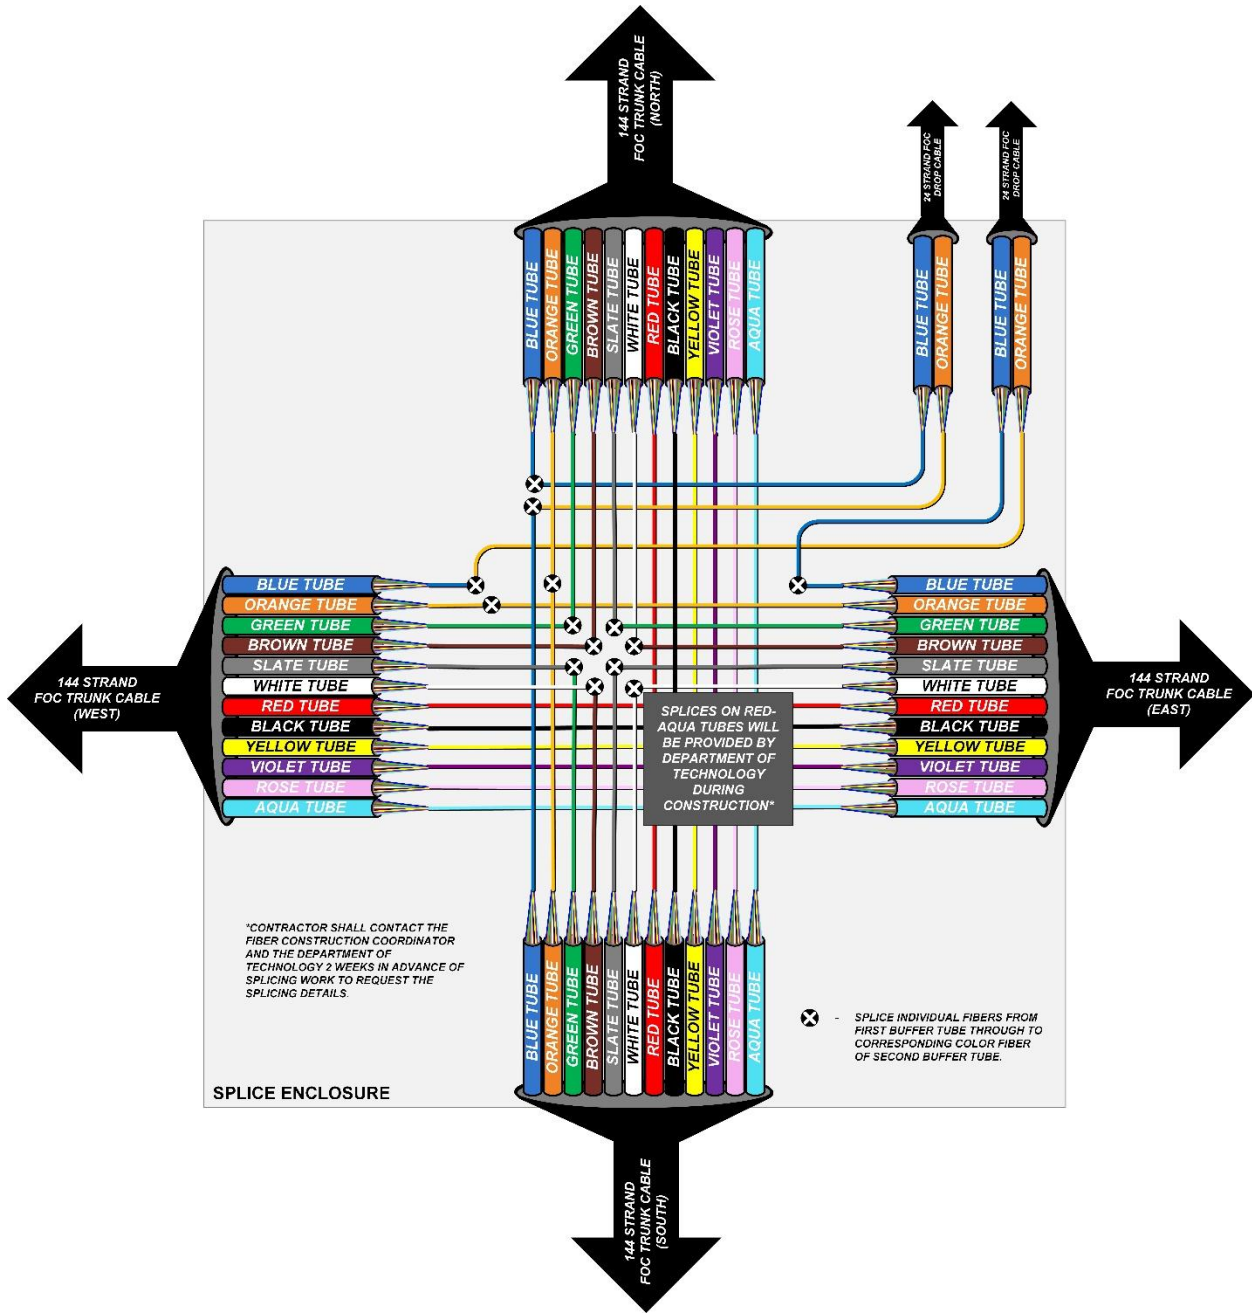 144 STRAND
FOC TRUNK CABLE
(NORTH)
24 STRAND FOC
DROP CABLE
24 STRAND FOC
DROP CABLE
BLUE TUBE
ORANGE TUBE
GREEN TUBE
BROWN TUBE
SLATE TUBE
WHITE TUBE
RED TUBE
BLACK TUBE
YELLOW TUBE
VIOLET TUBE
ROSE TUBE
AQUA TUBE
BLUE TUBE
ORANGE TUBE
BLUE TUBE
ORANGE TUBE
144 STRAND
FOC TRUNK CABLE
(WEST)
BLUE TUBE
ORANGE TUBE
GREEN TUBE
BROWN TUBE
SLATE TUBE
WHITE TUBE
RED TUBE
BLACK TUBE
YELLOW TUBE
VIOLET TUBE
ROSE TUBE
AQUA TUBE
SPLICES ON RED-
AQUA TUBES WILL
BE PROVIDED BY
DEPARTMENT OF
TECHNOLOGY
DURING
CONSTRUCTION*
BLUE TUBE
ORANGE TUBE
GREEN TUBE
BROWN TUBE
SLATE TUBE
WHITE TUBE
RED TUBE
BLACK TUBE
YELLOW TUBE
VIOLET TUBE
ROSE TUBE
AQUA TUBE
144 STRAND
FOC TRUNK CABLE
(EAST)
*CONTRACTOR SHALL CONTACT THE
FIBER CONSTRUCTION COORDINATOR
AND THE DEPARTMENT OF
TECHNOLOGY 2 WEEKS IN ADVANCE OF
SPLICING WORK TO REQUEST THE
SPLICING DETAILS.
BLUE TUBE
ORANGE TUBE
GREEN TUBE
BROWN TUBE
SLATE TUBE
WHITE TUBE
RED TUBE
BLACK TUBE
YELLOW TUBE
VIOLET TUBE
ROSE TUBE
AQUA TUBE
- SPLICE INDIVIDUAL FIBERS FROM
FIRST BUFFER TUBE THROUGH TO
CORRESPONDING COLOR FIBER
OF SECOND BUFFER TUBE.
SPLICE ENCLOSURE
144 STRAND
FOC TRUNK CABLE
(SOUTH)